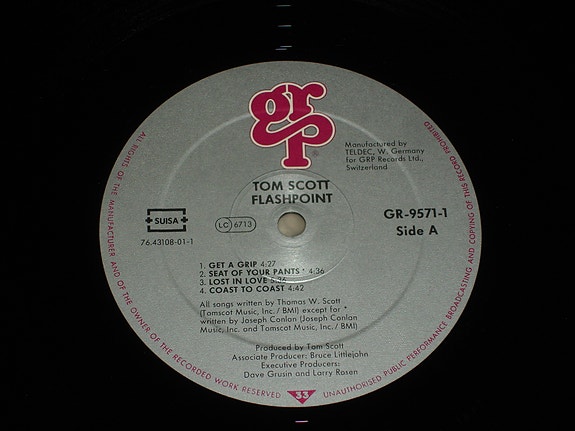 grp
Manufactured by
TELDEC, W. Germany
for GRP Records Ltd.,
Switzerland
TOM SCOTT
FLASHPOINT
SUISA
LC 6713
76.43108-01-1
GR-9571-1
Side A
1. GET A GRIP 4:27
2. SEAT OF YOUR PANTS * 4:36
3. LOST IN LOVE 5:36
4. COAST TO COAST 4:42
All songs written by Thomas W. Scott
(Tomscot Music, Inc. / BMI) except for *
written by Joseph Conlan (Joseph Conlan
Music, Inc. and Tomscot Music, Inc. / BMI)
Produced by Tom Scott
Associate Producer: Bruce Littlejohn
Executive Producers:
Dave Grusin and Larry Rosen
33
ALL RIGHTS OF THE MANUFACTURER AND OF THE OWNER OF THE RECORDED WORK RESERVED
UNAUTHORISED PUBLIC PERFORMANCE BROADCASTING AND COPYING OF THIS RECORD PROHIBITED